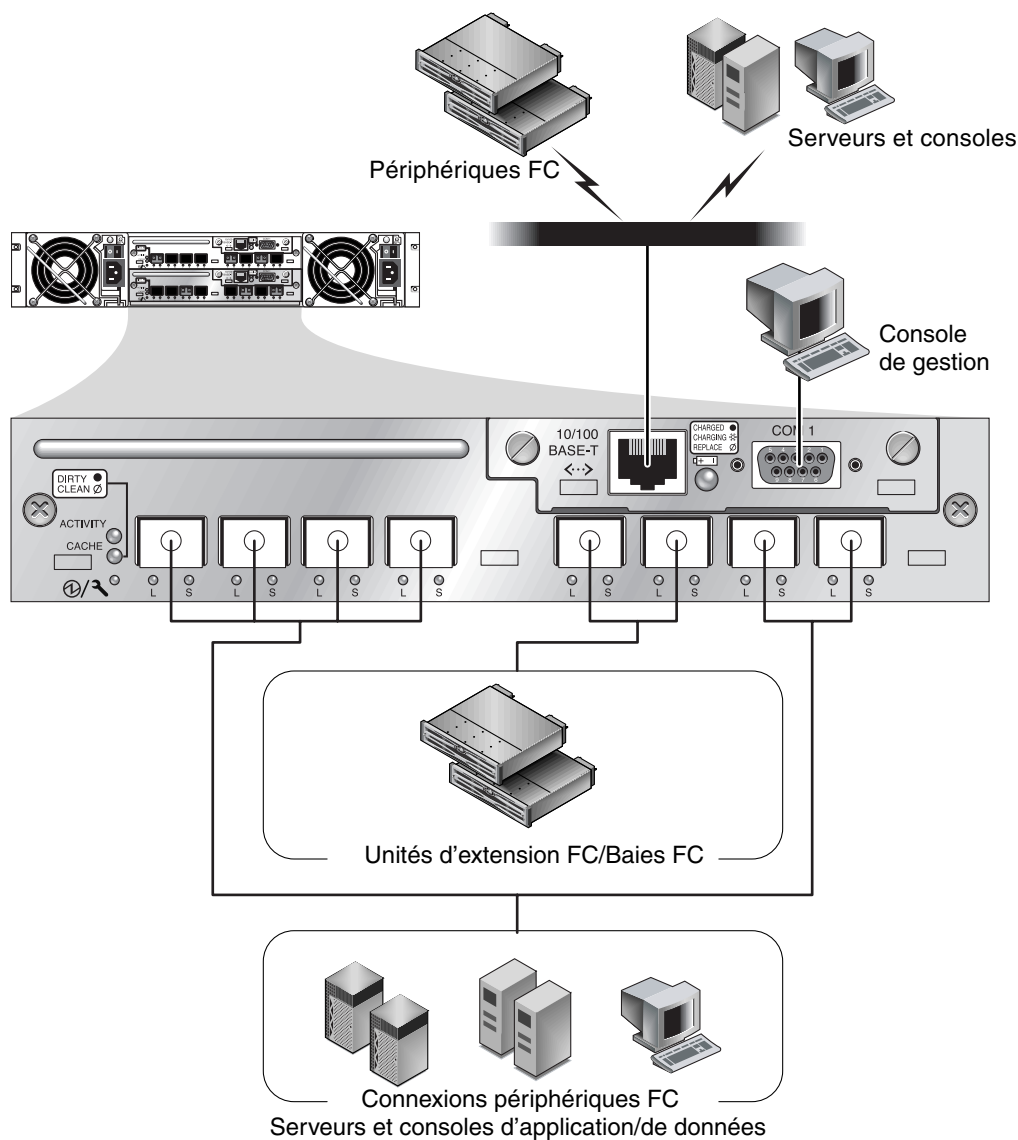 Périphériques FC
Serveurs et consoles
Console
de gestion
10/100
BASE-T
<···>
CHARGED ●
CHARGING
REPLACE Ø
+ -
COM 1
DIRTY ●
CLEAN Ø
ACTIVITY
CACHE
/
L S L S L S L S L S L S L S L S
Unités d'extension FC/Baies FC
Connexions périphériques FC
Serveurs et consoles d'application/de données